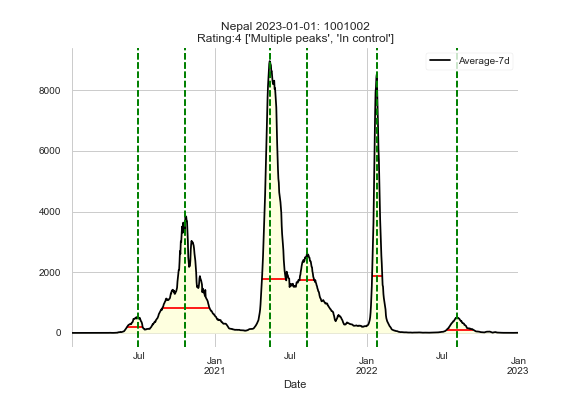 Nepal 2023-01-01: 1001002
Rating:4 ['Multiple peaks', 'In control']
Average-7d
8000
6000
4000
2000
0
Jul
Jan
2021
Jul
Jan
2022
Jul
Jan
2023
Date